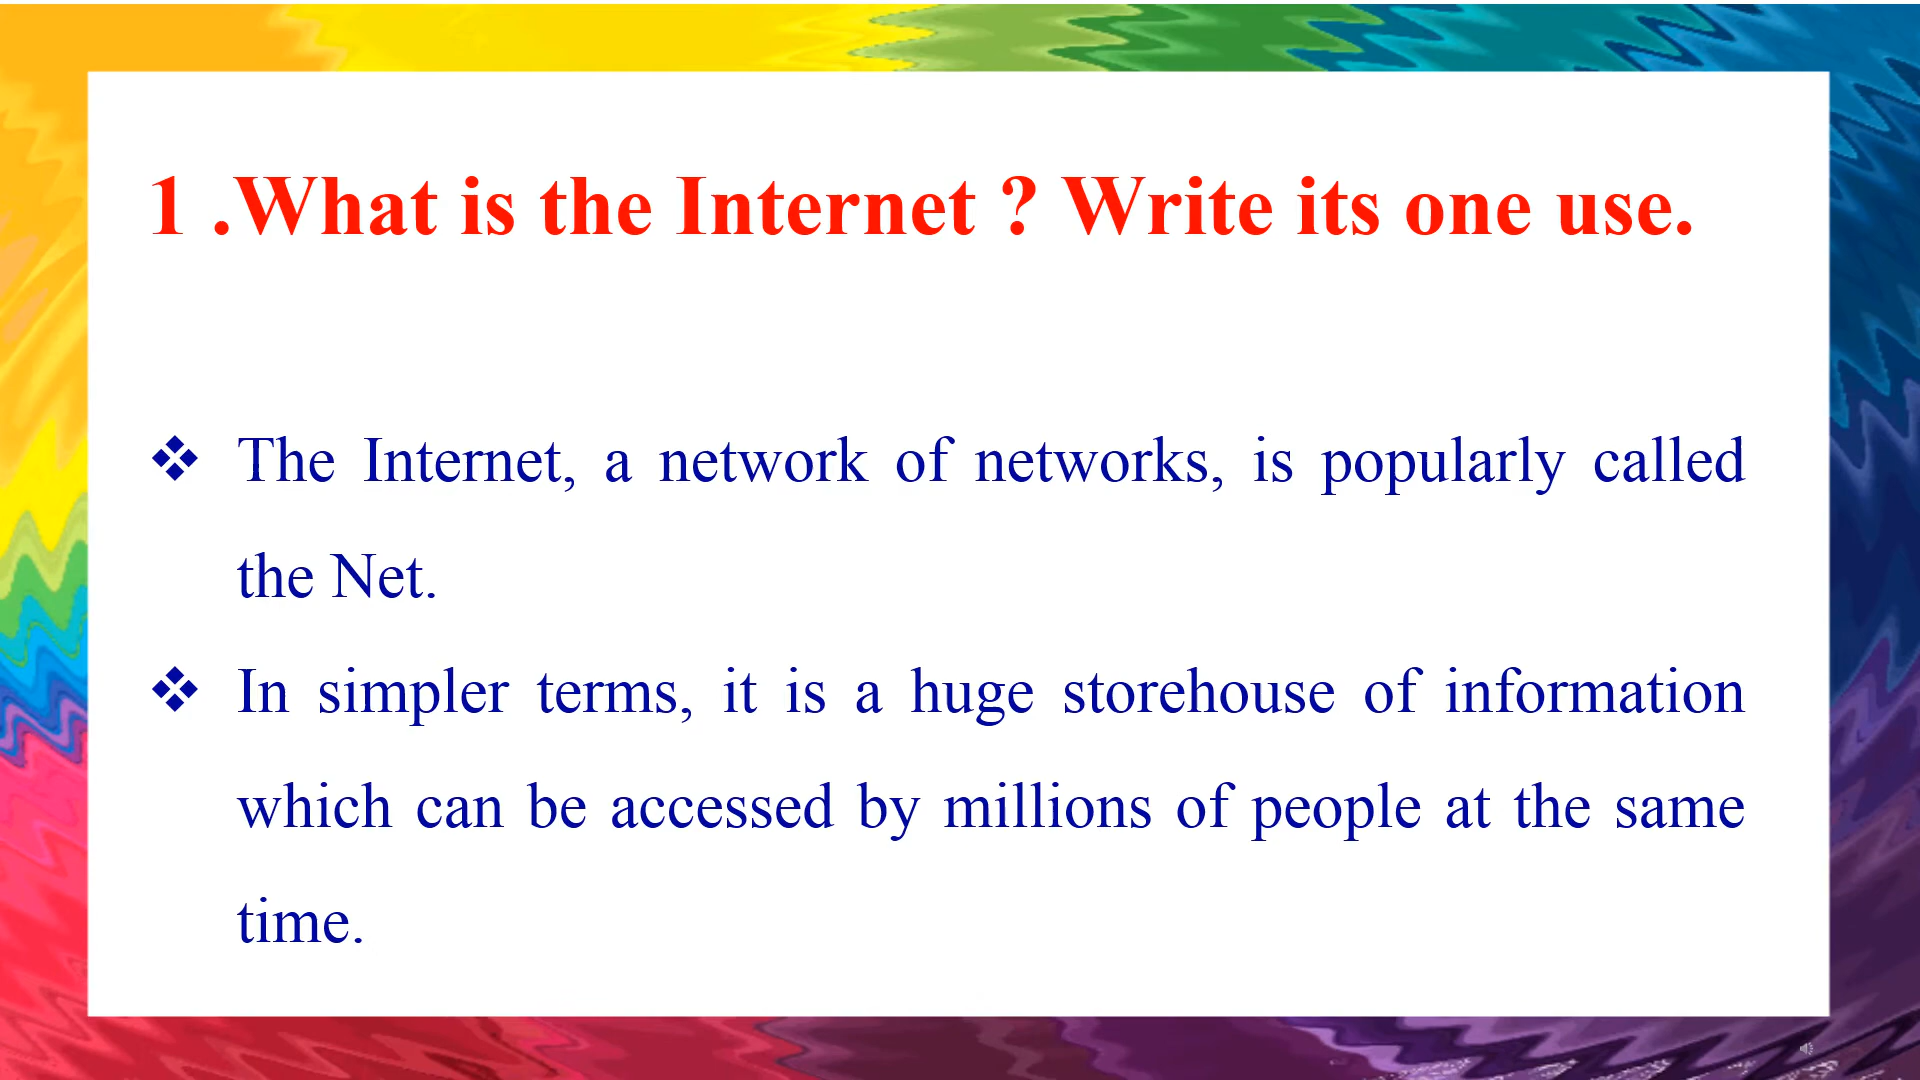 1 .What is the Internet ? Write its one use.
❖ The Internet, a network of networks, is popularly called
the Net.
❖ In simpler terms, it is a huge storehouse of information
which can be accessed by millions of people at the same
time.